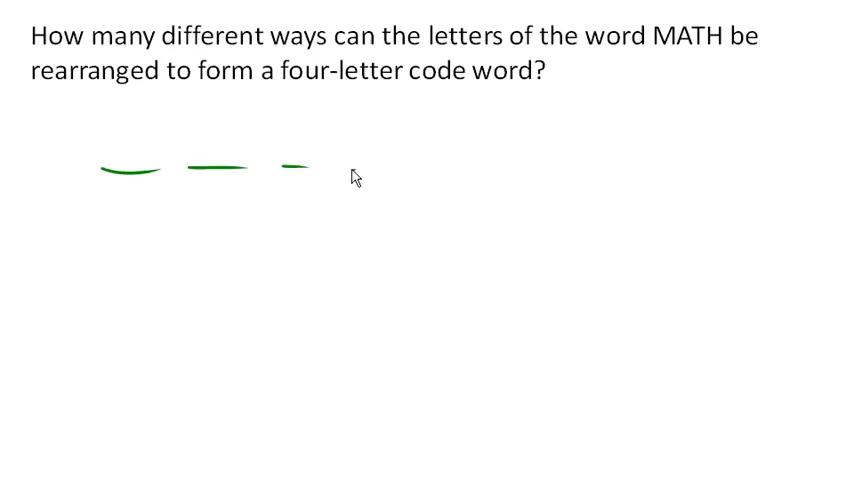 How many different ways can the letters of the word MATH be
rearranged to form a four-letter code word?